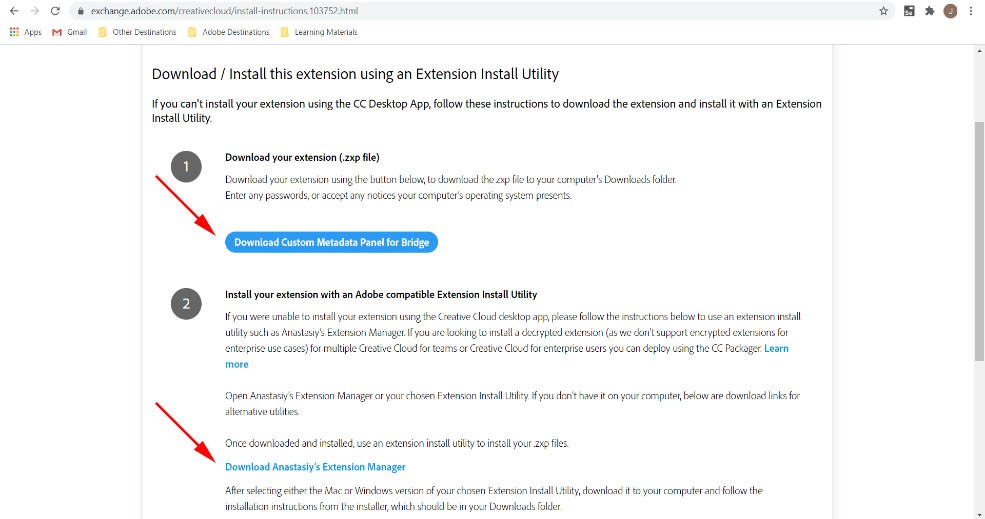 exchange.adobe.com/creativecloud/install-instructions.103752.html
J
Apps Gmail Other Destinations Adobe Destinations Learning Materials
Download / Install this extension using an Extension Install Utility
If you can't install your extension using the CC Desktop App, follow these instructions to download the extension and install it with an Extension
Install Utility.
1
Download your extension (.zxp file)
Download your extension using the button below, to download the zxp file to your computer's Downloads folder.
Enter any passwords, or accept any notices your computer's operating system presents.
Download Custom Metadata Panel for Bridge
2
Install your extension with an Adobe compatible Extension Install Utility
If you were unable to install your extension using the Creative Cloud desktop app, please follow the instructions below to use an extension install
utility such as Anastasiy's Extension Manager. If you are looking to install a decrypted extension (as we don't support encrypted extensions for
enterprise use cases) for multiple Creative Cloud for teams or Creative Cloud for enterprise users you can deploy using the CC Packager. Learn
more
Open Anastasiy's Extension Manager or your chosen Extension Install Utility. If you don't have it on your computer, below are download links for
alternative utilities.
Once downloaded and installed, use an extension install utility to install your .zxp files.
Download Anastasiy's Extension Manager
After selecting either the Mac or Windows version of your chosen Extension Install Utility, download it to your computer and follow the
installation instructions from the installer, which should be in your Downloads folder.